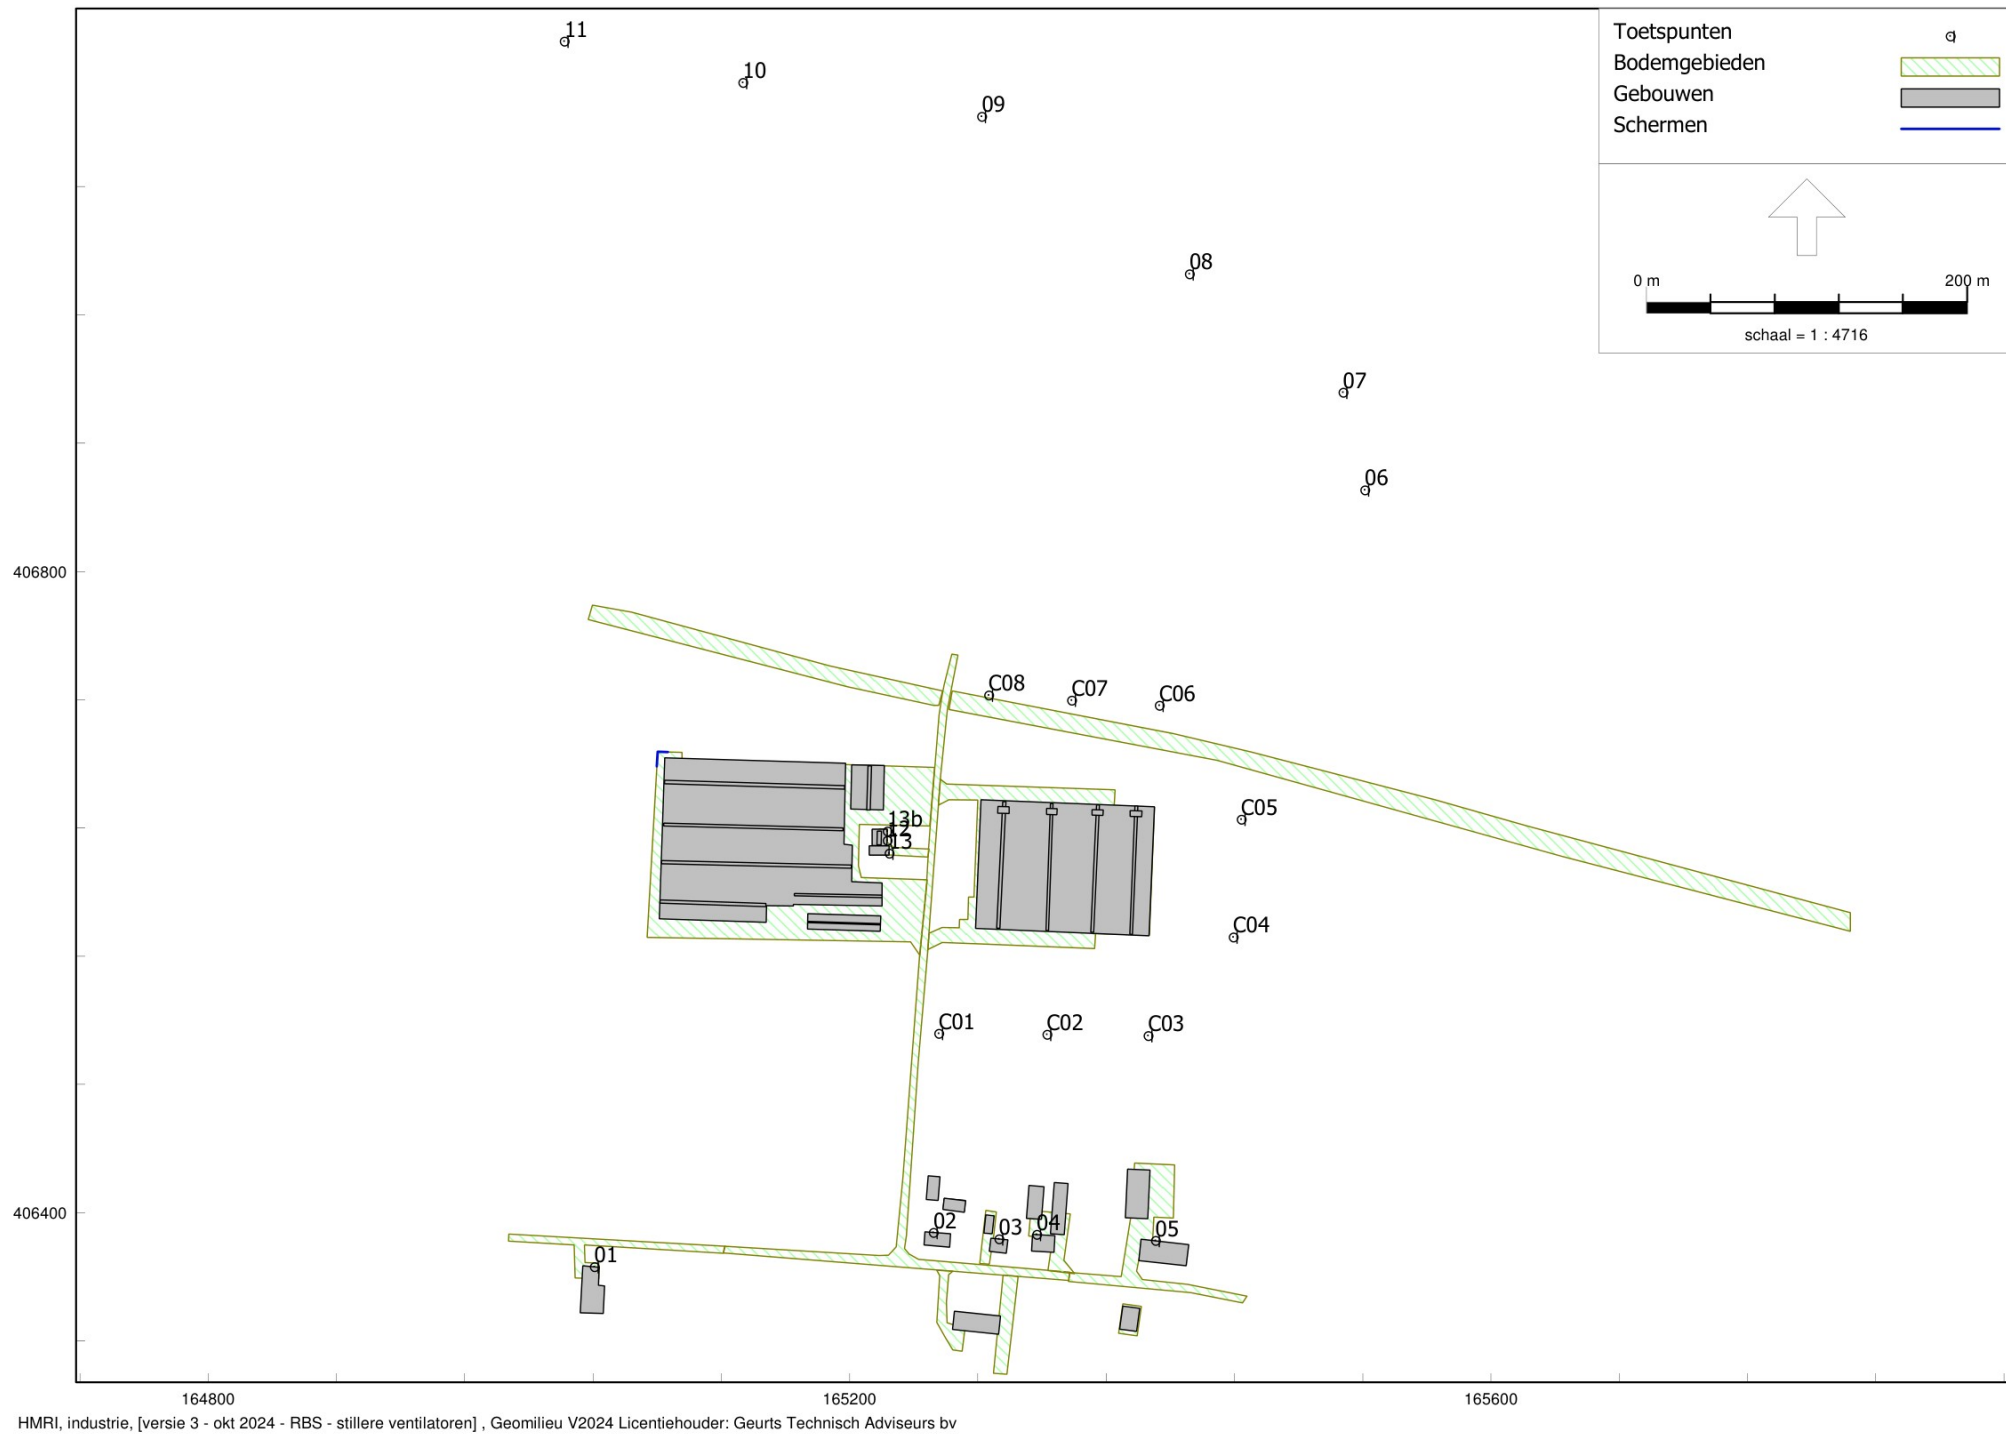 11
10
09
Toetspunten
Bodemgebieden
Gebouwen
Schermen
0 m 200 m
schaal = 1 : 4716
08
07
06
406800
C08
C07
C06
C05
13b
12
13
C04
C01
C02
C03
406400
02
03
04
05
01
164800 165200 165600
HMRI, industrie, [versie 3 - okt 2024 - RBS - stillere ventilatoren] , Geomilieu V2024 Licentiehouder: Geurts Technisch Adviseurs bv